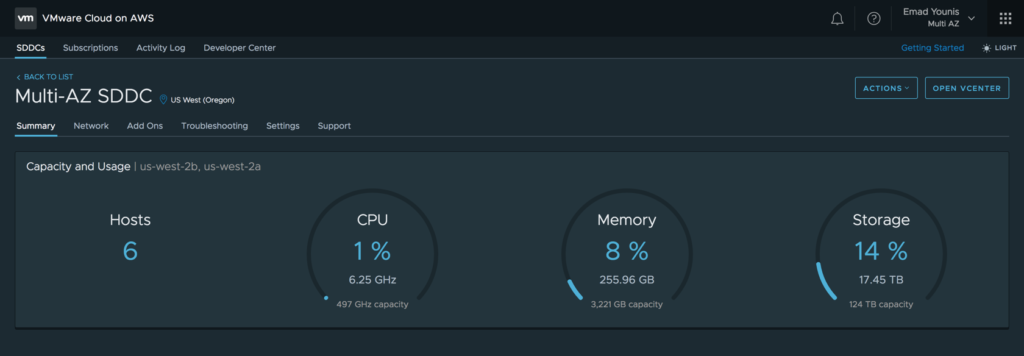 vm VMware Cloud on AWS
Emad Younis
Multi AZ
SDDCs Subscriptions Activity Log Developer Center Getting Started LIGHT
BACK TO LIST
Multi-AZ SDDC US West (Oregon)
ACTIONS OPEN VCENTER
Summary Network Add Ons Troubleshooting Settings Support
Capacity and Usage | us-west-2b, us-west-2a
Hosts
6
CPU
1 %
6.25 GHz
497 GHz capacity
Memory
8 %
255.96 GB
3,221 GB capacity
Storage
14 %
17.45 TB
124 TB capacity